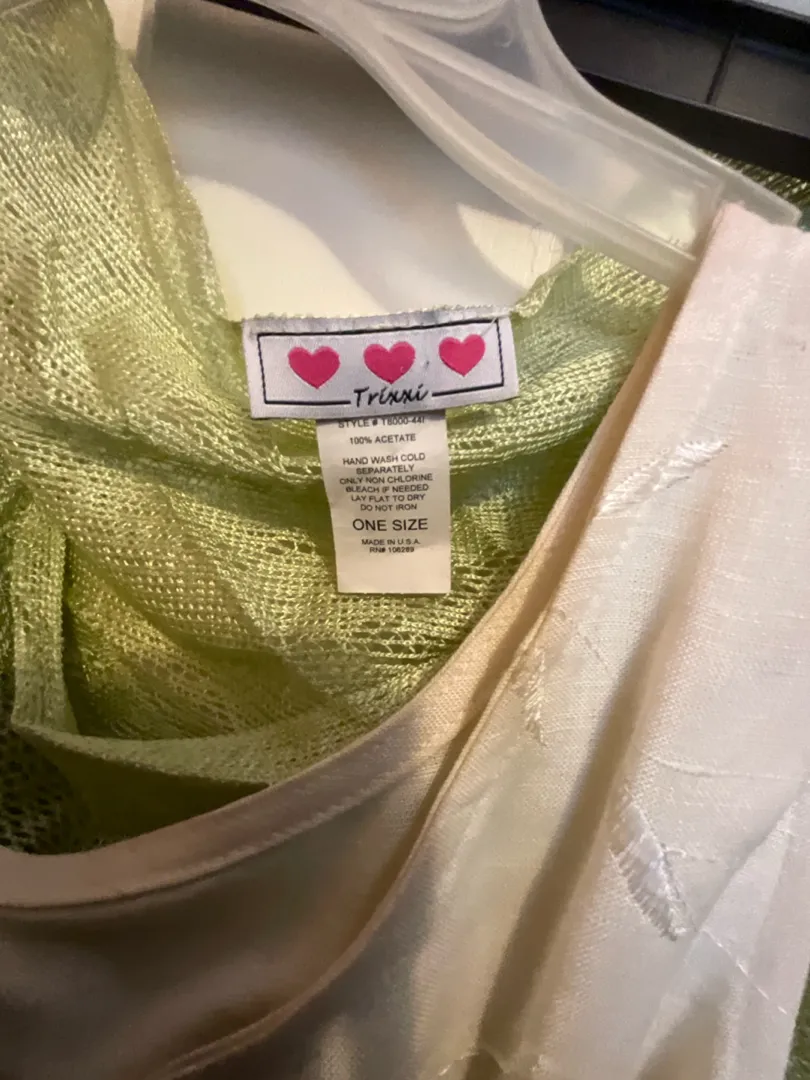 Trixxi
STYLE # T8000-441
100% ACETATE
HAND WASH COLD
SEPARATELY
ONLY NON CHLORINE
BLEACH IF NEEDED
LAY FLAT TO DRY
DO NOT IRON
ONE SIZE
MADE IN U.S.A.
RN# 106289